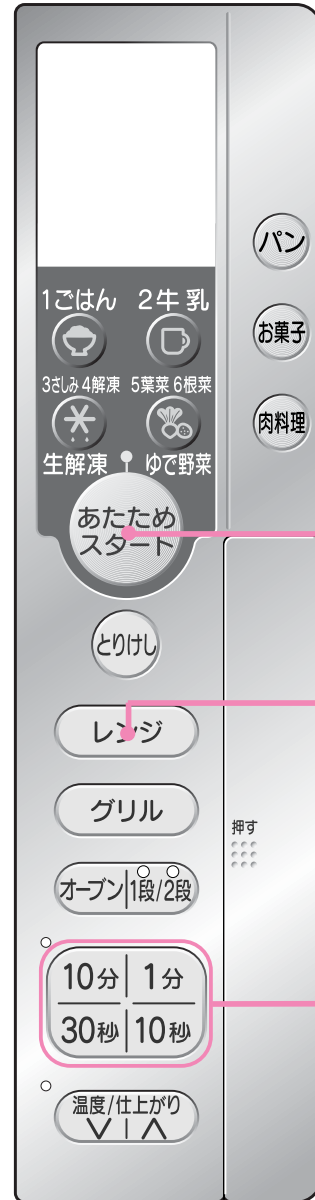 1ごはん 2牛乳
3さしみ 4解凍 5葉菜 6根菜
生解凍 ゆで野菜
あたため
スタート
とりけし
レンジ
グリル
オーブン 1段/2段
10分 1分
30秒 10秒
温度/仕上がり
パン
お菓子
肉料理
押す